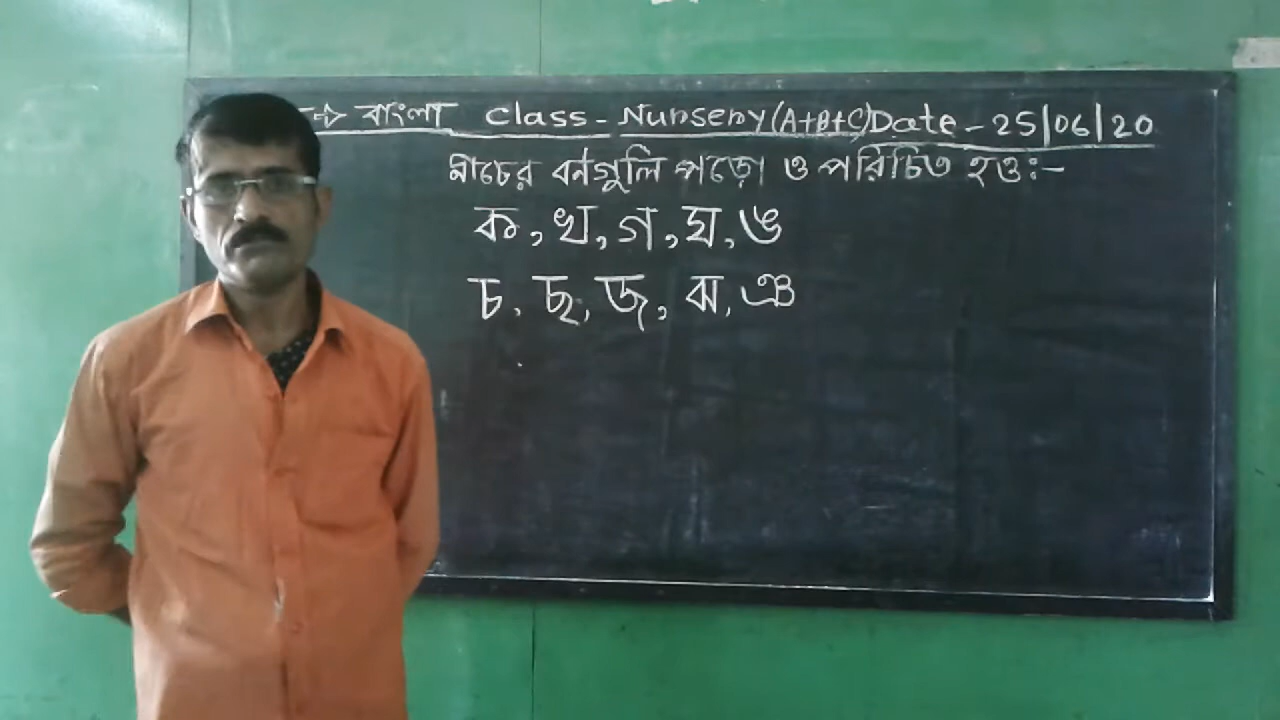 → বাংলা Class - Nursery (A+B+C) Date - 25/06/20
নীচের বর্ণগুলি পড়ো ও পরিচিত হও:-
ক, খ, গ, ঘ, ঙ
চ, ছ, জ, ঝ, ঞ